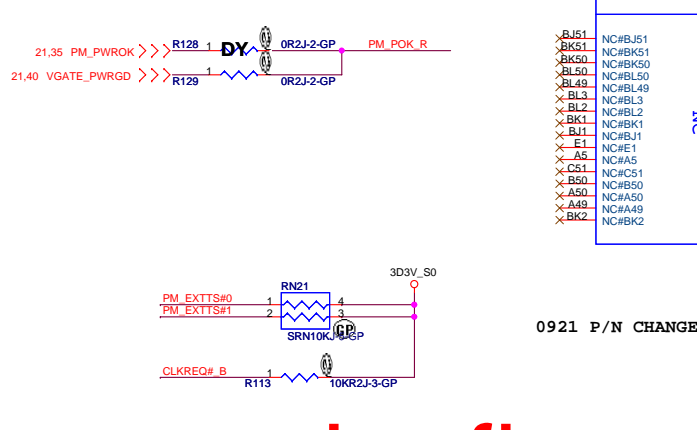 21,35 PM_PWROK
R128
1
DY
0R2J-2-GP
PM_POK_R
21,40 VGATE_PWRGD
R129
1
0R2J-2-GP
BJ51 NC#BJ51
BK51 NC#BK51
BK50 NC#BK50
BL50 NC#BL50
BL49 NC#BL49
BL3 NC#BL3
BL2 NC#BL2
BK1 NC#BK1
BJ1 NC#BJ1
E1 NC#E1
A5 NC#A5
C51 NC#C51
B50 NC#B50
A50 NC#A50
A49 NC#A49
BK2 NC#BK2
NC
3D3V_S0
RN21
PM_EXTTS#0 1 4
PM_EXTTS#1 2 3
GP
0921 P/N CHANGE
CLKREQ#_B
R113
1
10KR2J-3-GP